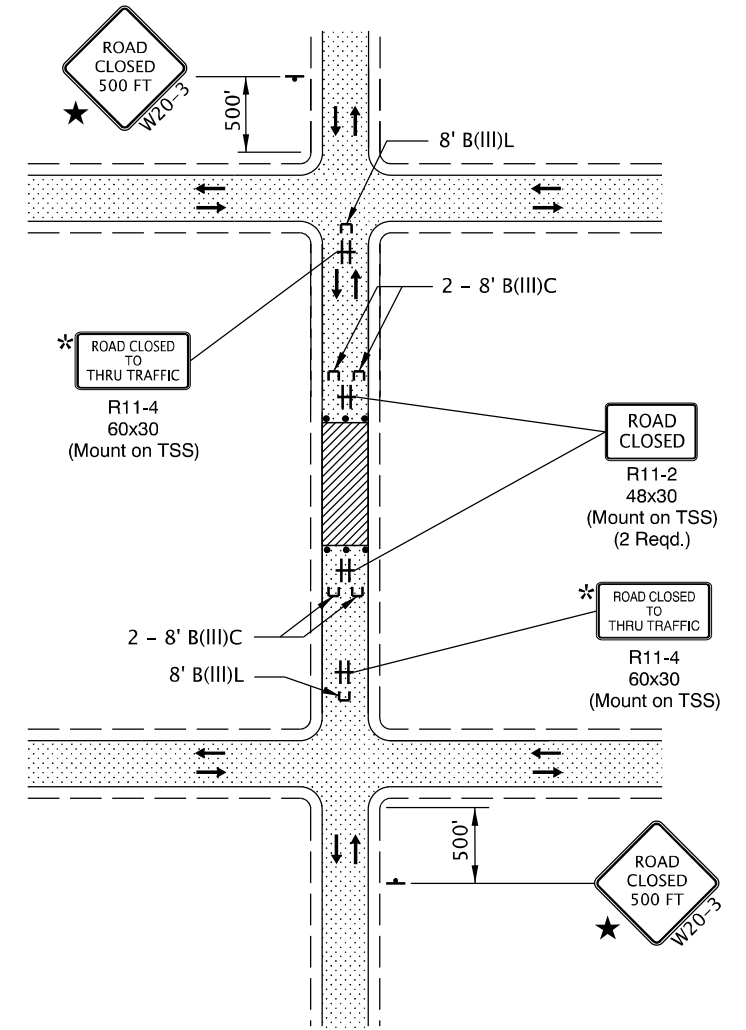 ROAD
CLOSED
500 FT
W20-3
★
500'
8' B(III)L
2 - 8' B(III)C
* ROAD CLOSED
TO
THRU TRAFFIC
R11-4
60x30
(Mount on TSS)
ROAD
CLOSED
R11-2
48x30
(Mount on TSS)
(2 Reqd.)
* ROAD CLOSED
TO
THRU TRAFFIC
R11-4
60x30
(Mount on TSS)
2 - 8' B(III)C
8' B(III)L
500'
ROAD
CLOSED
500 FT
W20-3
★